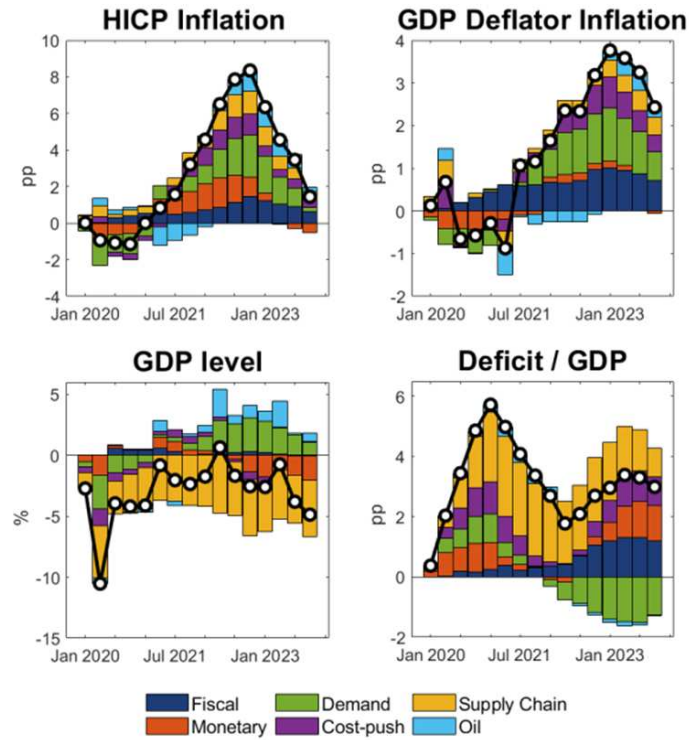 HICP Inflation
10
8
6
4
2
0
-2
-4
pp
Jan 2020 Jul 2021 Jan 2023
GDP Deflator Inflation
4
3
2
1
0
-1
-2
pp
Jan 2020 Jul 2021 Jan 2023
GDP level
5
0
-5
-10
-15
%
Jan 2020 Jul 2021 Jan 2023
Deficit / GDP
6
4
2
0
-2
pp
Jan 2020 Jul 2021 Jan 2023
Fiscal Demand Supply Chain
Monetary Cost-push Oil